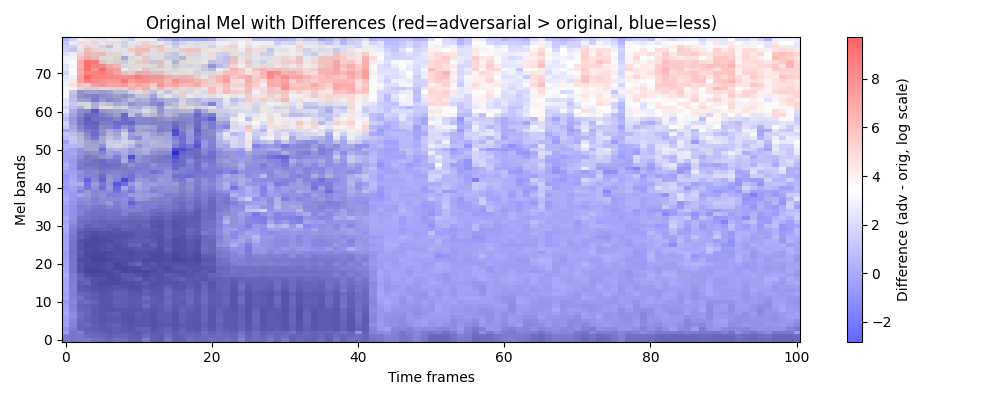 Original Mel with Differences (red=adversarial > original, blue=less)
70
60
50
40
30
20
10
0
Mel bands
0 20 40 60 80 100
Time frames
8
6
4
2
0
−2
Difference (adv - orig, log scale)